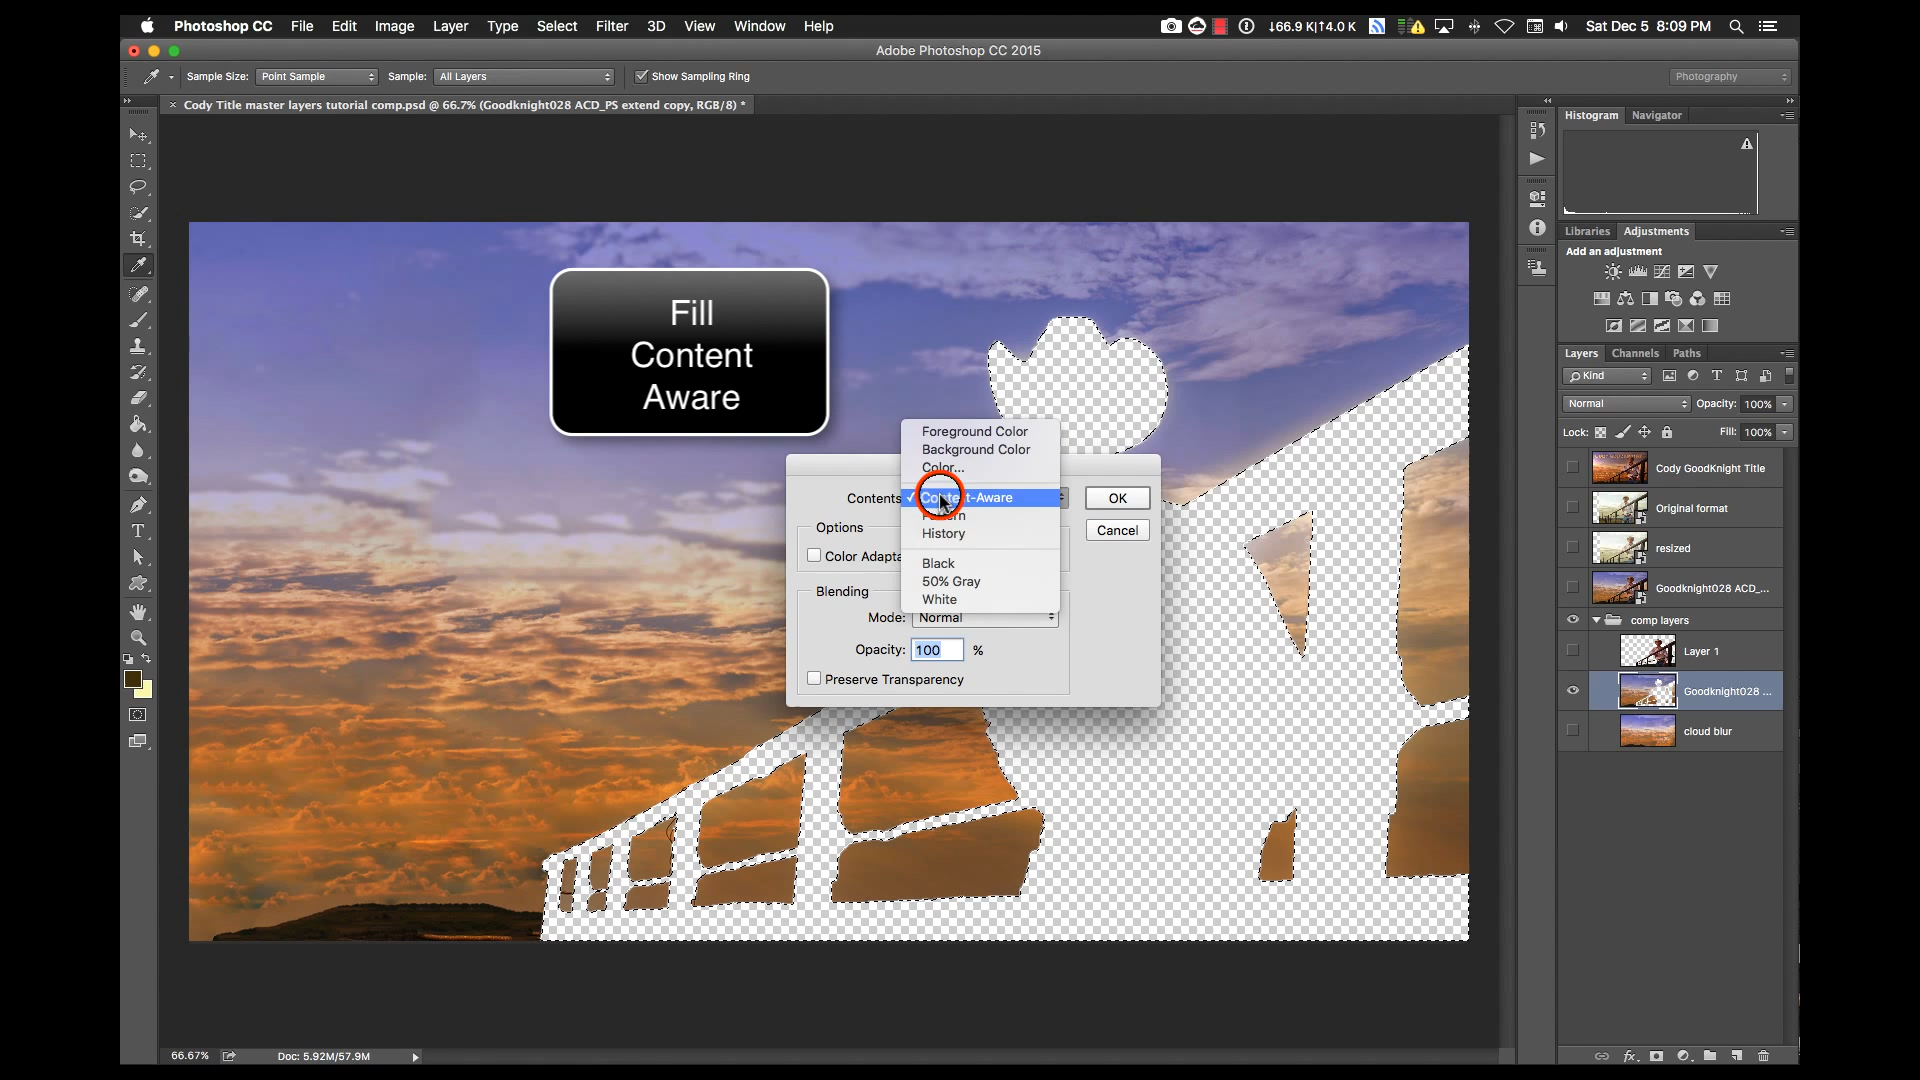 Photoshop CC File Edit Image Layer Type Select Filter 3D View Window Help
↓66.9 K|↑4.0 K Sat Dec 5 8:09 PM
Adobe Photoshop CC 2015
Sample Size: Point Sample Sample: All Layers Show Sampling Ring
Photography
Cody Title master layers tutorial comp.psd @ 66.7% (Goodknight028 ACD_PS extend copy, RGB/8) *
Fill
Content
Aware
Foreground Color
Background Color
Color...
Contents
Content-Aware
Pattern
History
Black
50% Gray
White
OK
Cancel
Options
Color Adapta
Blending
Mode: Normal
Opacity: 100 %
Preserve Transparency
Histogram Navigator
Libraries Adjustments
Add an adjustment
Layers Channels Paths
Kind
Normal Opacity: 100%
Lock: Fill: 100%
Cody GoodKnight Title
Original format
resized
Goodknight028 ACD_...
comp layers
Layer 1
Goodknight028 ...
cloud blur
66.67% Doc: 5.92M/57.9M